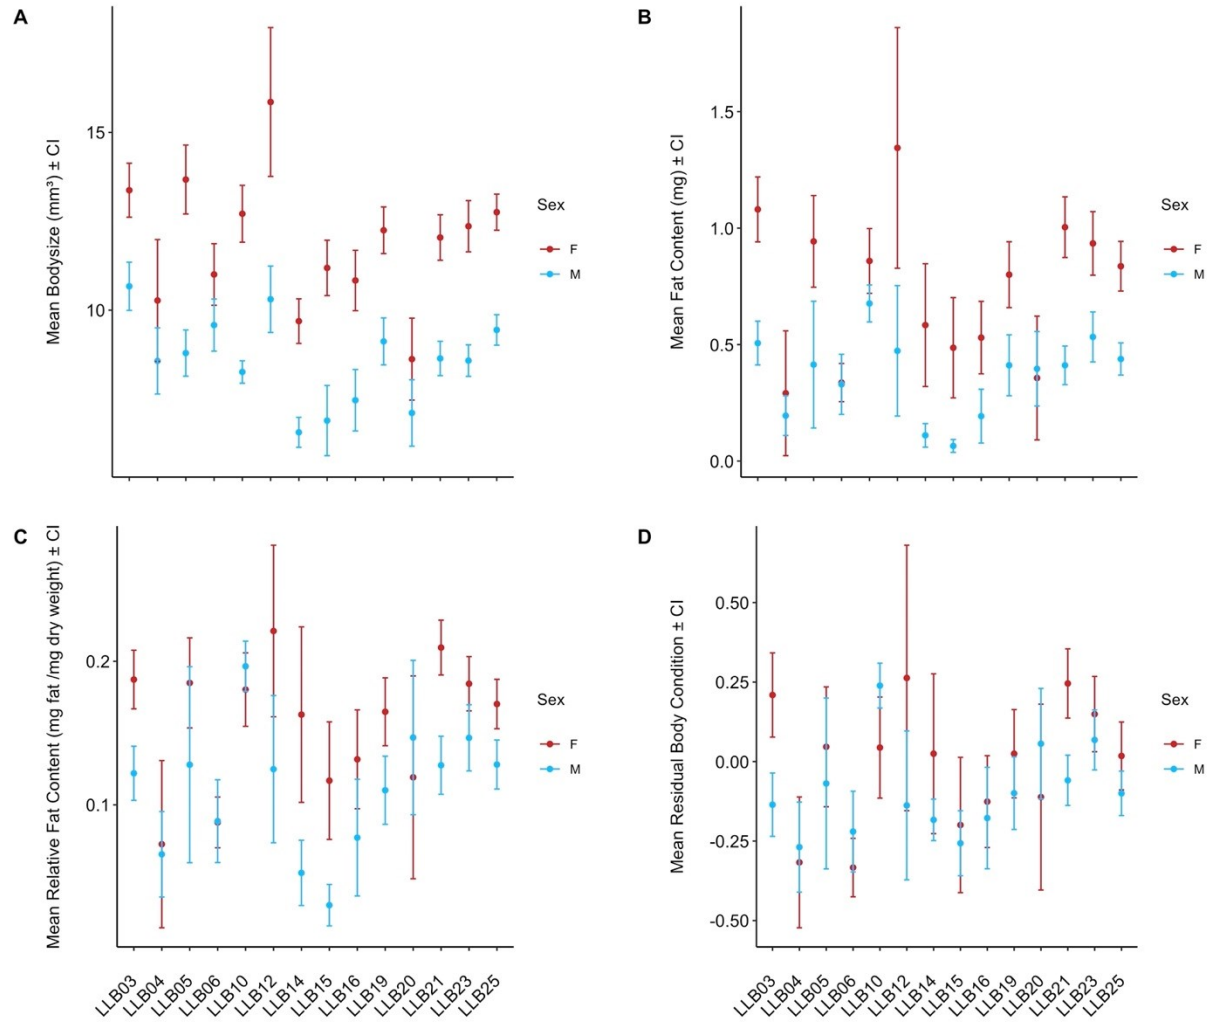 A
Mean Bodysize (mm³) ± CI
15
10
Sex
F
M
B
Mean Fat Content (mg) ± CI
1.5
1.0
0.5
0.0
Sex
F
M
C
Mean Relative Fat Content (mg fat /mg dry weight) ± CI
0.2
0.1
LLB03
LLB04
LLB05
LLB06
LLB10
LLB12
LLB14
LLB15
LLB16
LLB19
LLB20
LLB21
LLB23
LLB25
Sex
F
M
D
Mean Residual Body Condition ± CI
0.50
0.25
0.00
-0.25
-0.50
LLB03
LLB04
LLB05
LLB06
LLB10
LLB12
LLB14
LLB15
LLB16
LLB19
LLB20
LLB21
LLB23
LLB25
Sex
F
M